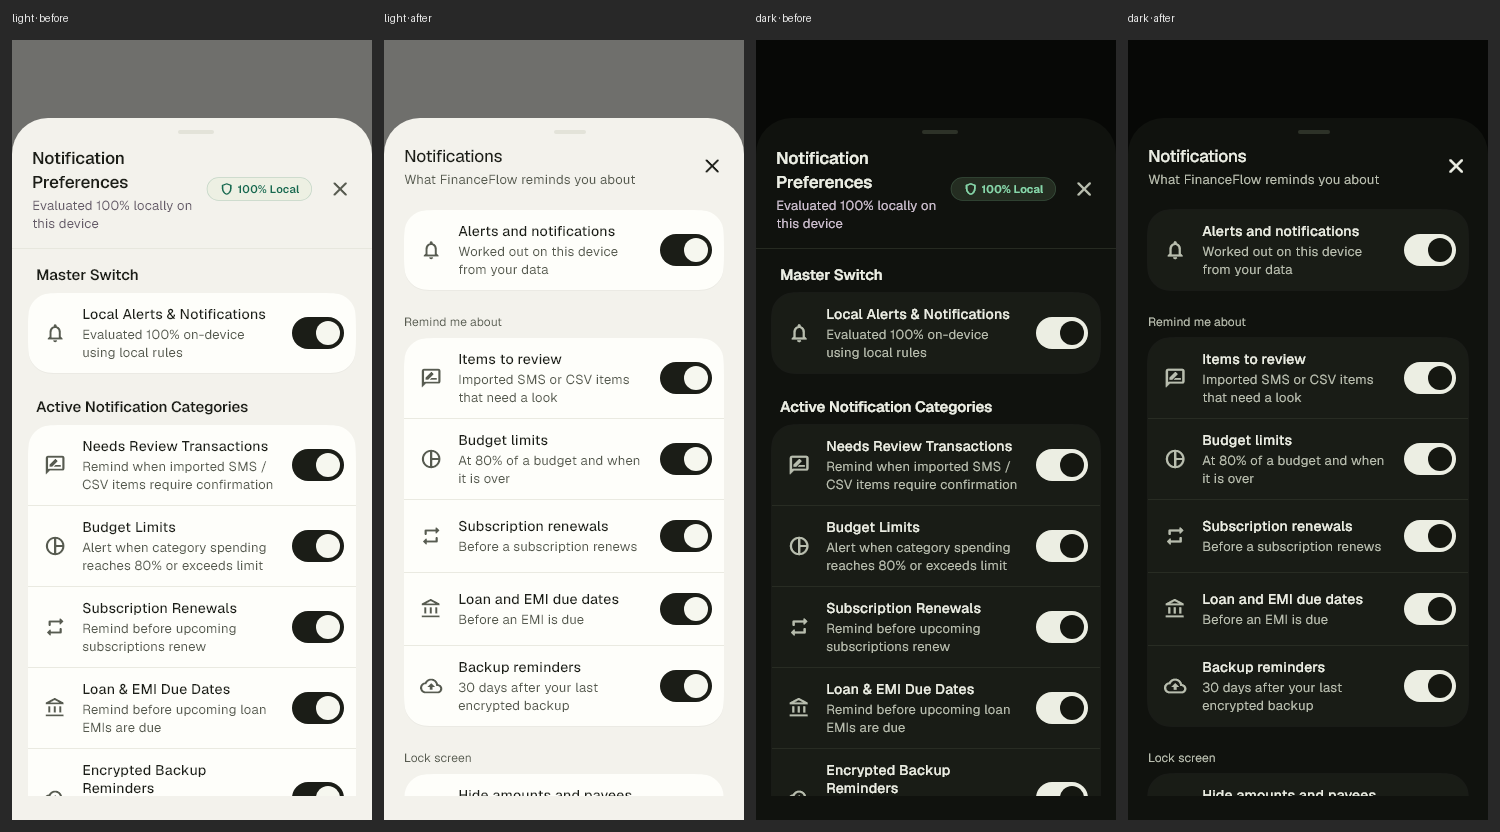 light·before
Notification
Preferences
Evaluated 100% locally on
this device
100% Local
Master Switch
Local Alerts & Notifications
Evaluated 100% on-device
using local rules
Active Notification Categories
Needs Review Transactions
Remind when imported SMS /
CSV items require confirmation
Budget Limits
Alert when category spending
reaches 80% or exceeds limit
Subscription Renewals
Remind before upcoming
subscriptions renew
Loan & EMI Due Dates
Remind before upcoming loan
EMIs are due
Encrypted Backup
Reminders
light·after
Notifications
What FinanceFlow reminds you about
Alerts and notifications
Worked out on this device
from your data
Remind me about
Items to review
Imported SMS or CSV items
that need a look
Budget limits
At 80% of a budget and when
it is over
Subscription renewals
Before a subscription renews
Loan and EMI due dates
Before an EMI is due
Backup reminders
30 days after your last
encrypted backup
Lock screen
Hide amounts and payees
dark·before
Notification
Preferences
Evaluated 100% locally on
this device
100% Local
Master Switch
Local Alerts & Notifications
Evaluated 100% on-device
using local rules
Active Notification Categories
Needs Review Transactions
Remind when imported SMS /
CSV items require confirmation
Budget Limits
Alert when category spending
reaches 80% or exceeds limit
Subscription Renewals
Remind before upcoming
subscriptions renew
Loan & EMI Due Dates
Remind before upcoming loan
EMIs are due
Encrypted Backup
Reminders
dark·after
Notifications
What FinanceFlow reminds you about
Alerts and notifications
Worked out on this device
from your data
Remind me about
Items to review
Imported SMS or CSV items
that need a look
Budget limits
At 80% of a budget and when
it is over
Subscription renewals
Before a subscription renews
Loan and EMI due dates
Before an EMI is due
Backup reminders
30 days after your last
encrypted backup
Lock screen
Hide amounts and payees